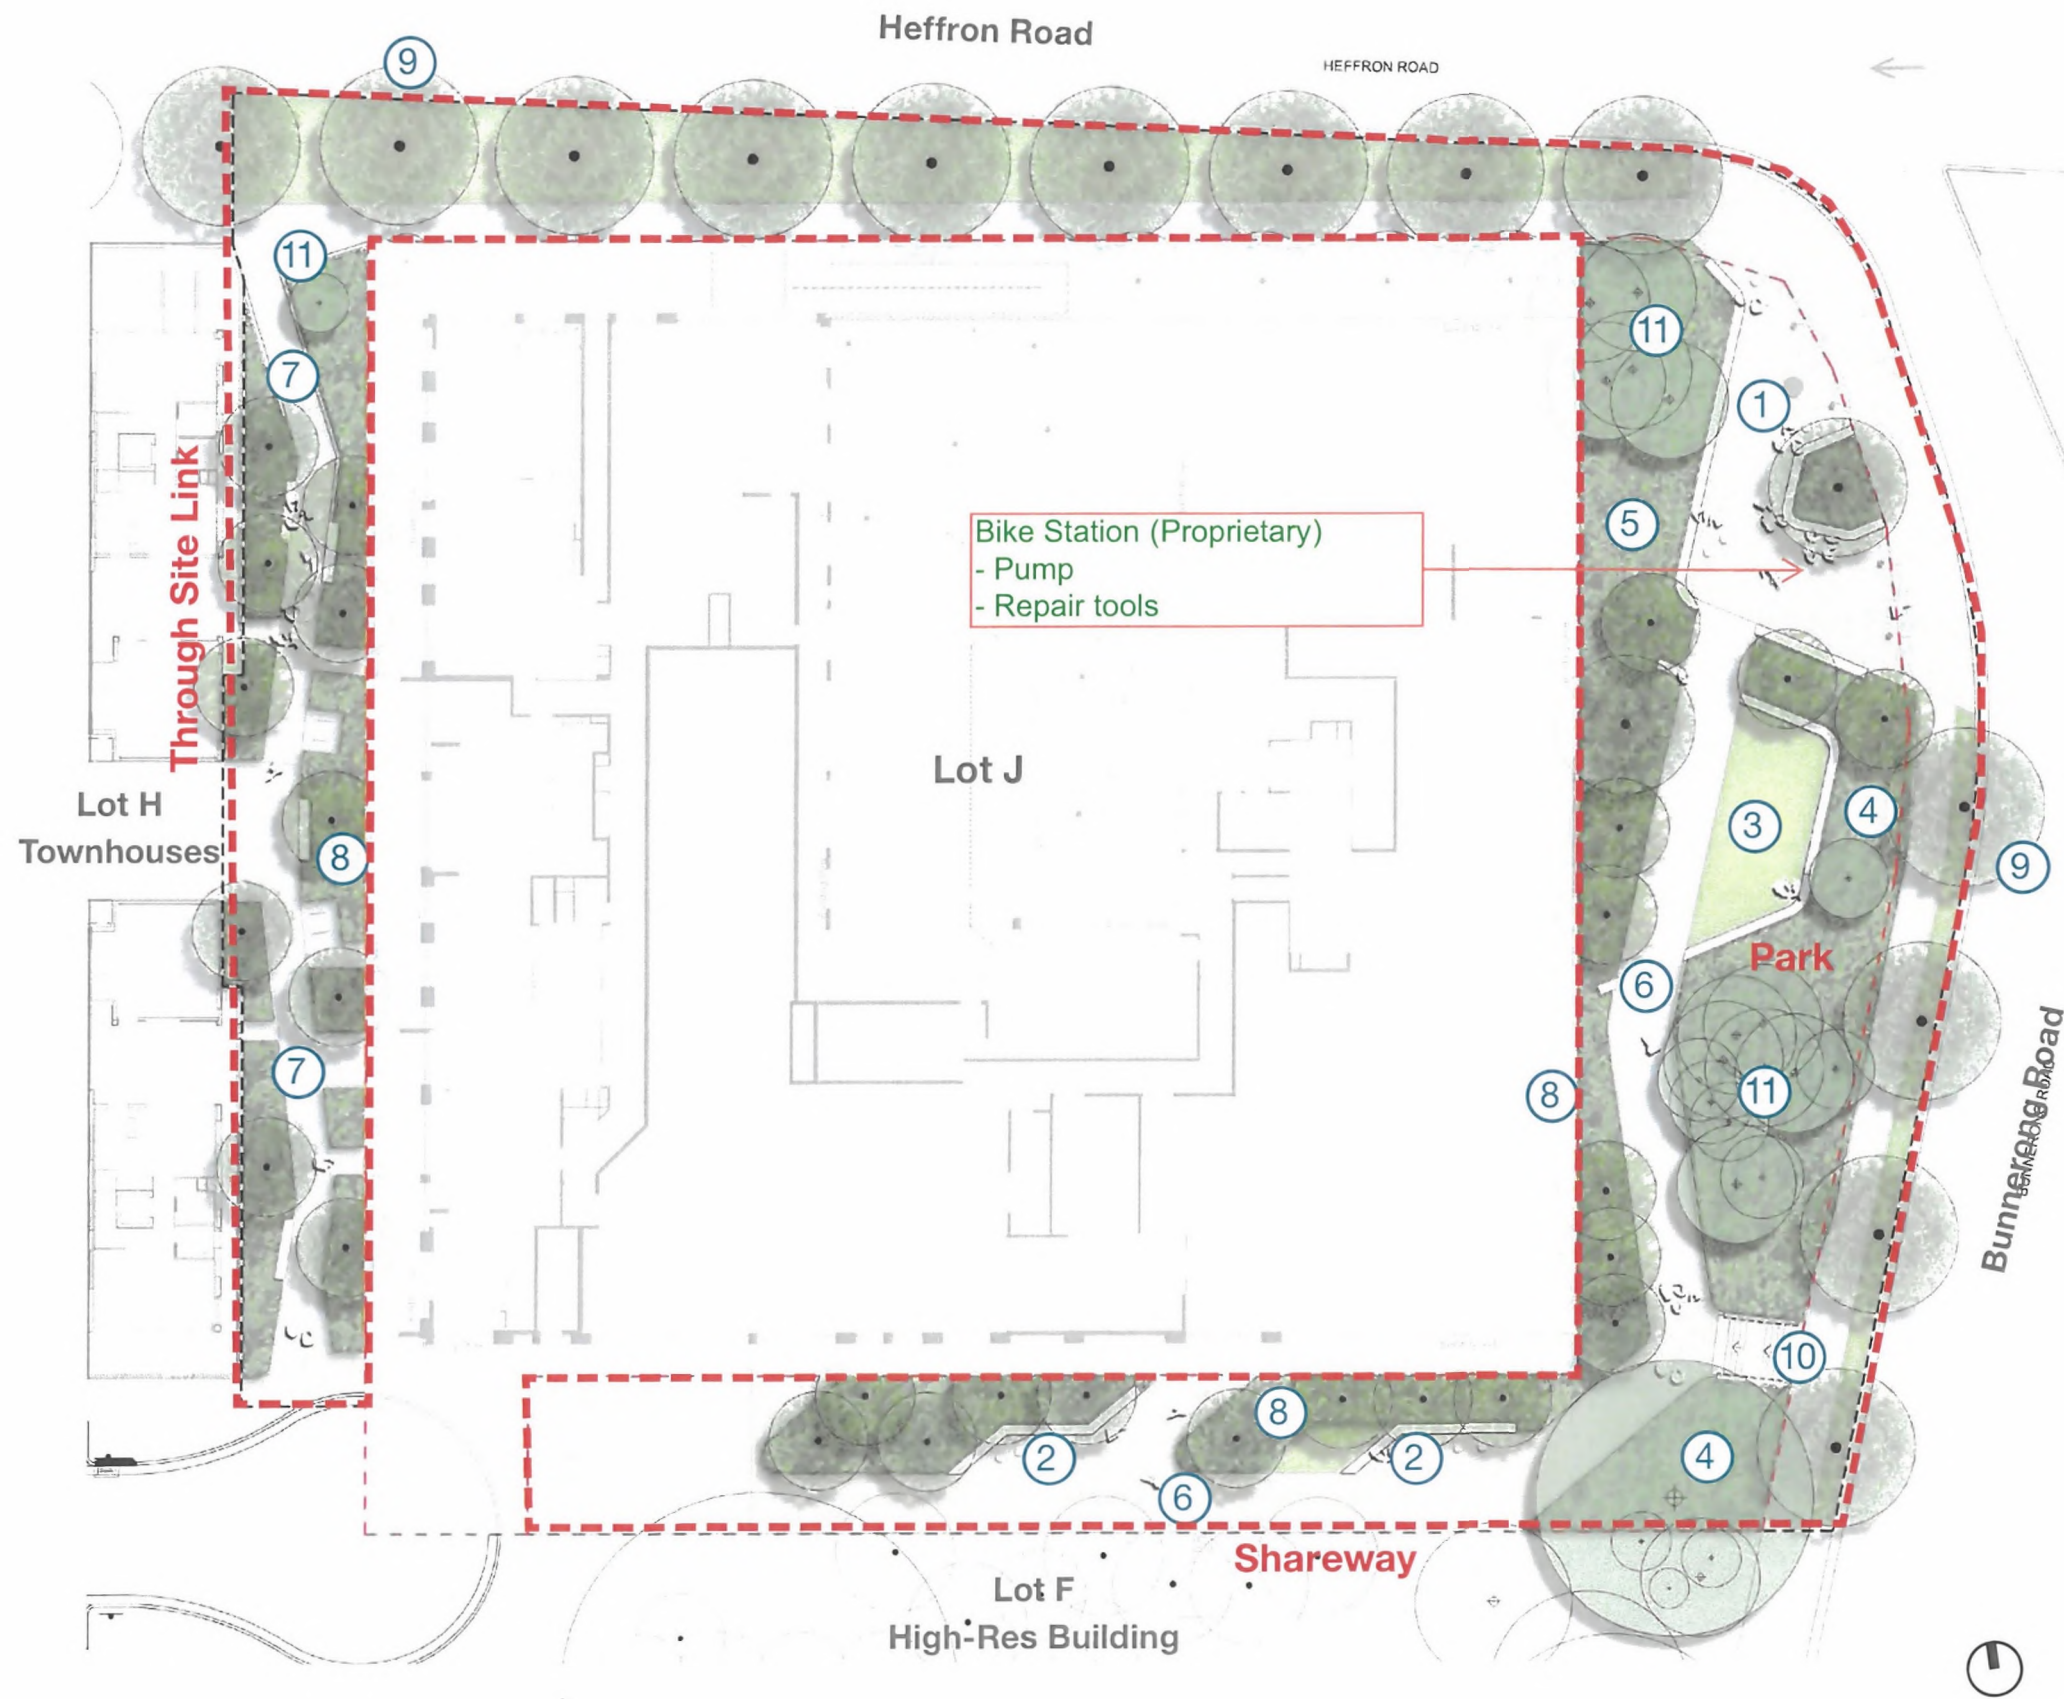 Heffron Road
HEFFRON ROAD
9
11
11
7
1
Through Site Link
5
Bike Station (Proprietary)
- Pump
- Repair tools
Lot J
Lot H
Townhouses
8
3
4
9
Park
6
7
8
11
Bunnerong Road
BUNNERONG ROAD
10
8
2
2
4
6
Shareway
Lot F
High-Res Building